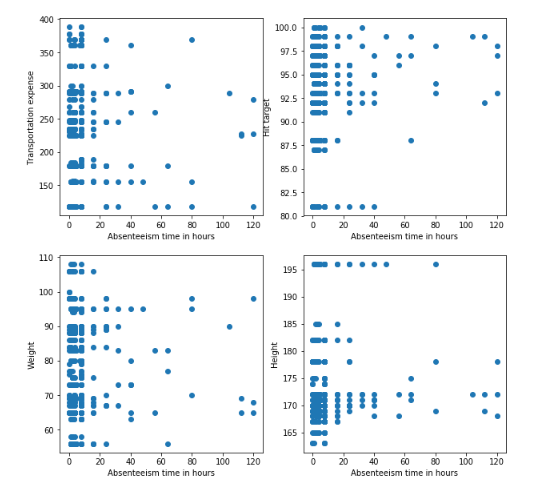 400
350
300
250
200
150
Transportation expense
0 20 40 60 80 100 120
Absenteeism time in hours
100.0
97.5
95.0
92.5
90.0
87.5
85.0
82.5
80.0
Hit target
0 20 40 60 80 100 120
Absenteeism time in hours
110
100
90
80
70
60
Weight
0 20 40 60 80 100 120
Absenteeism time in hours
195
190
185
180
175
170
165
Height
0 20 40 60 80 100 120
Absenteeism time in hours